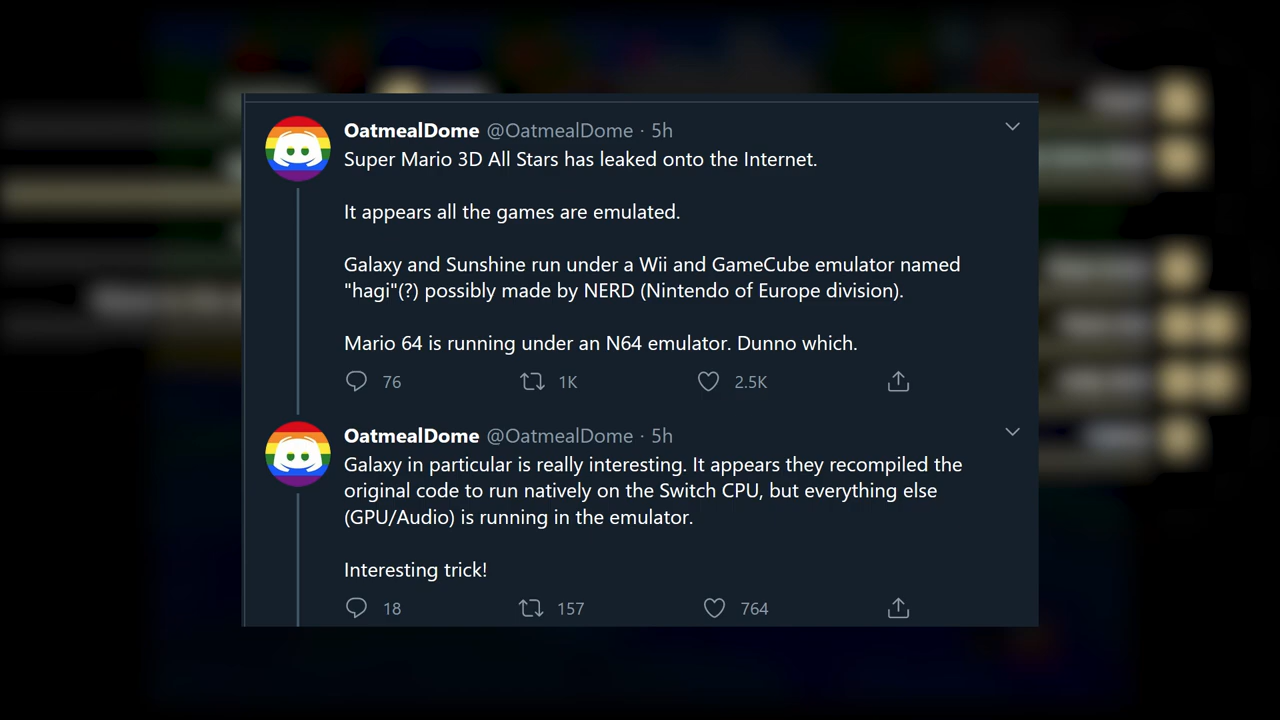 OatmealDome @OatmealDome · 5h
Super Mario 3D All Stars has leaked onto the Internet.
It appears all the games are emulated.
Galaxy and Sunshine run under a Wii and GameCube emulator named
"hagi"(?) possibly made by NERD (Nintendo of Europe division).
Mario 64 is running under an N64 emulator. Dunno which.
76 1K 2.5K
OatmealDome @OatmealDome · 5h
Galaxy in particular is really interesting. It appears they recompiled the
original code to run natively on the Switch CPU, but everything else
(GPU/Audio) is running in the emulator.
Interesting trick!
18 157 764